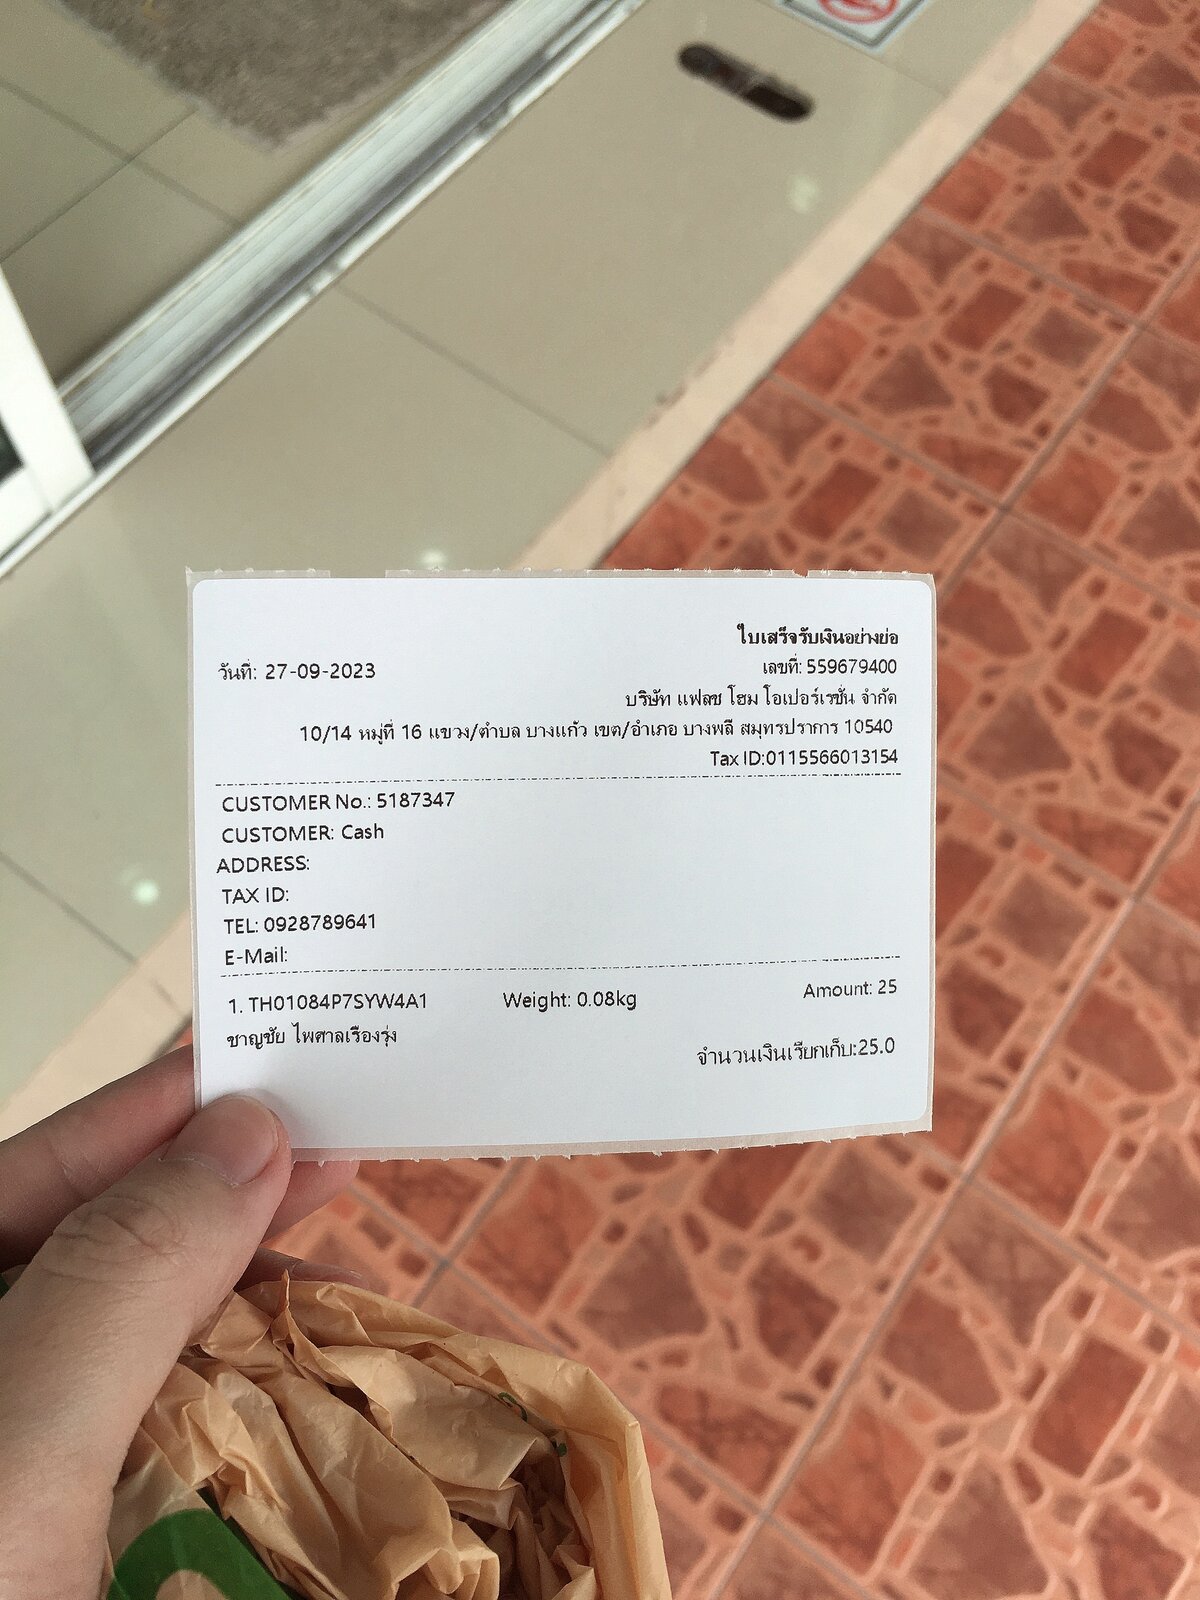 ใบเสร็จรับเงินอย่างย่อ
วันที่: 27-09-2023
เลขที่: 559679400
บริษัท แฟลช โฮม โอเปอร์เรชั่น จำกัด
10/14 หมู่ที่ 16 แขวง/ตำบล บางแก้ว เขต/อำเภอ บางพลี สมุทรปราการ 10540
Tax ID:0115566013154
CUSTOMER No.: 5187347
CUSTOMER: Cash
ADDRESS:
TAX ID:
TEL: 0928789641
E-Mail:
1. TH01084P7SYW4A1 Weight: 0.08kg Amount: 25
ชาญชัย ไพศาลเรืองรุ่ง
จำนวนเงินเรียกเก็บ:25.0